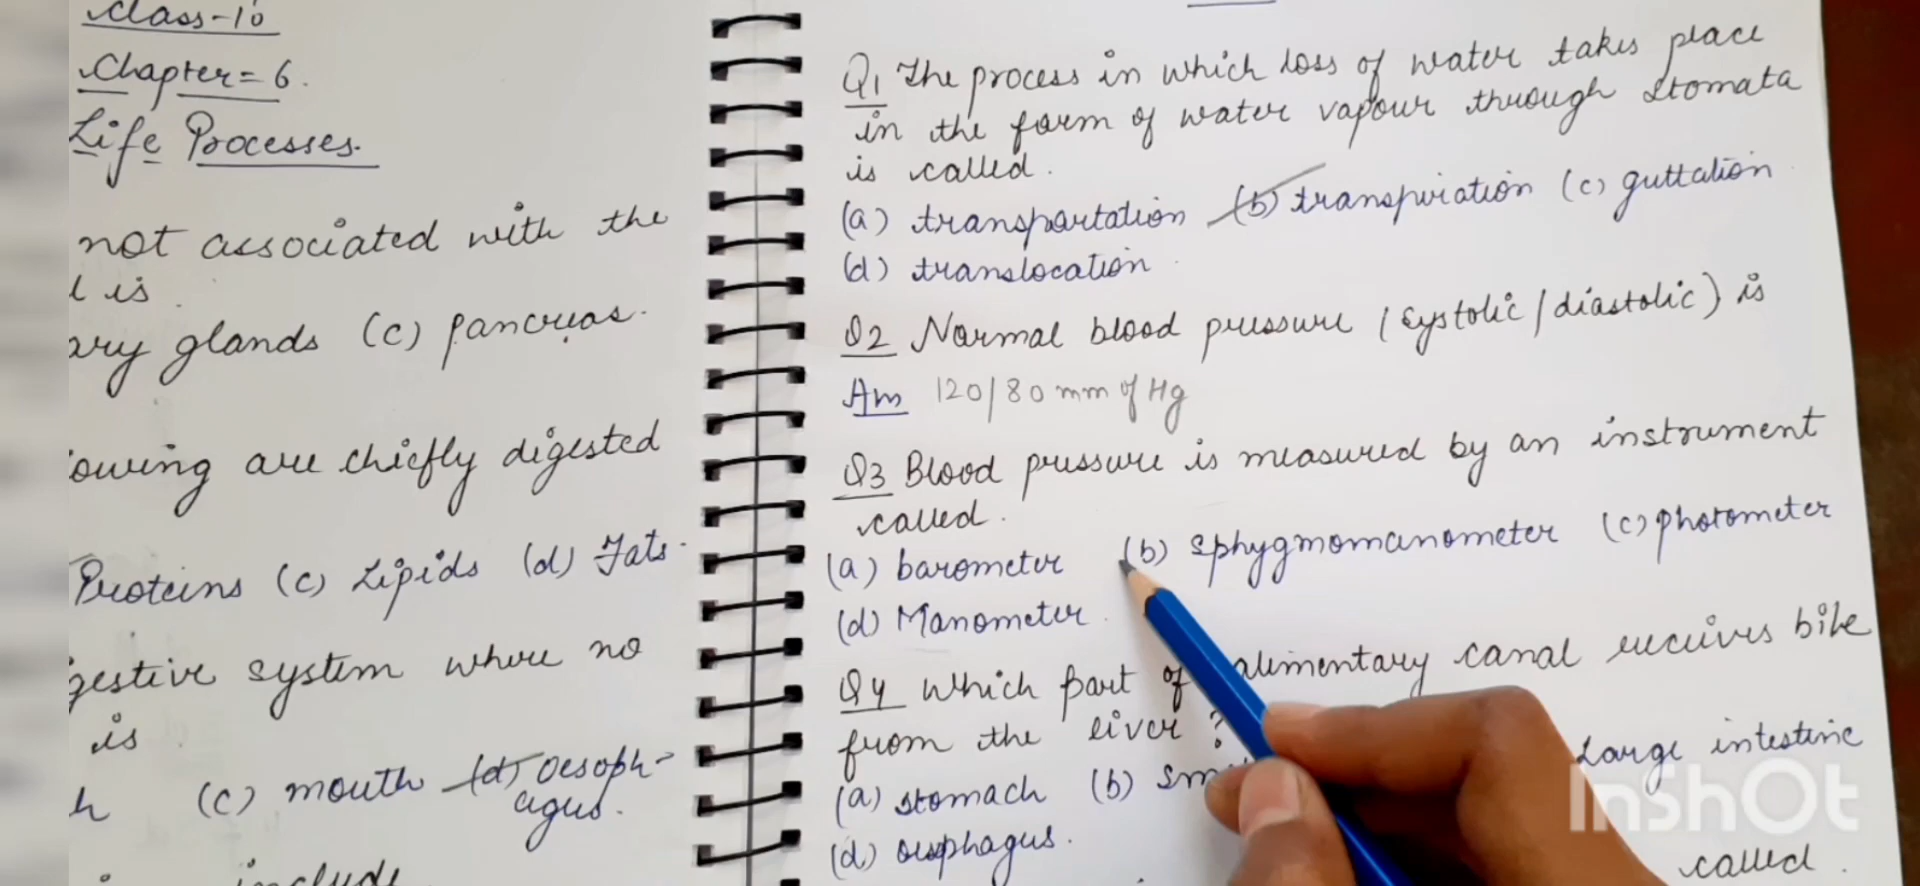 Class-10
Chapter=6.
Life Processes.
not associated with the
l is.
ary glands (c) pancreas.
owing are chiefly digested
Proteins (c) Lipids (d) Fats.
gestive system where no
is
h (c) mouth (d) oesoph-
agus.
include
Q1 The process in which loss of water takes place
in the form of water vapour through stomata
is called.
(a) transportation (b) transpiration (c) guttation
(d) translocation
Q2 Normal blood pressure (systolic/diastolic) is
Ans 120/80 mm of Hg
Q3 Blood pressure is measured by an instrument
called.
(a) barometer (b) sphygmomanometer (c) photometer
(d) Manometer.
Q4 Which part of alimentary canal receives bile
from the liver?
(a) stomach (b) sm Large intestine
(d) oesophagus.
called.
InShOt